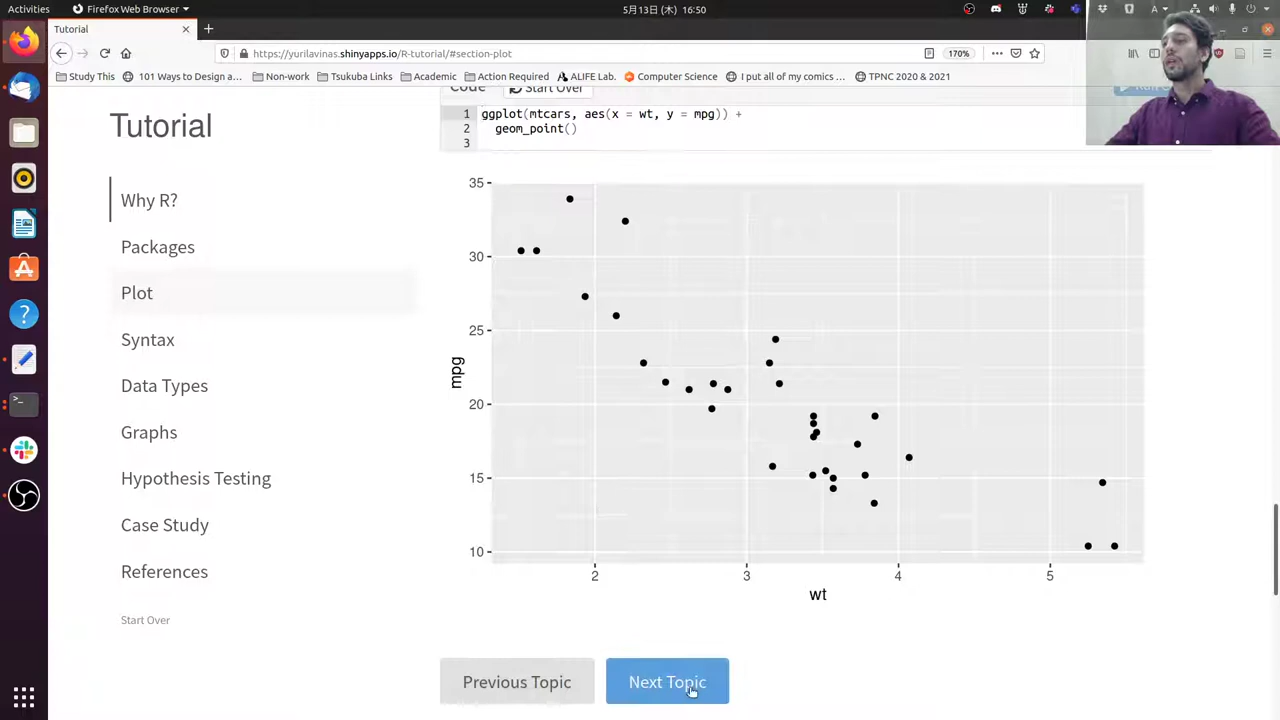 Activities
Firefox Web Browser
5月13日 (木) 16:50
Tutorial
https://yurilavinas.shinyapps.io/R-tutorial/#section-plot
170%
Study This
101 Ways to Design a…
Non-work
Tsukuba Links
Academic
Action Required
ALIFE Lab.
Computer Science
I put all of my comics …
TPNC 2020 & 2021
Tutorial
Why R?
Packages
Plot
Syntax
Data Types
Graphs
Hypothesis Testing
Case Study
References
Start Over
Code
Start Over
1 ggplot(mtcars, aes(x = wt, y = mpg)) +
2 geom_point()
3
35
30
25
20
15
10
mpg
2 3 4 5
wt
Previous Topic
Next Topic